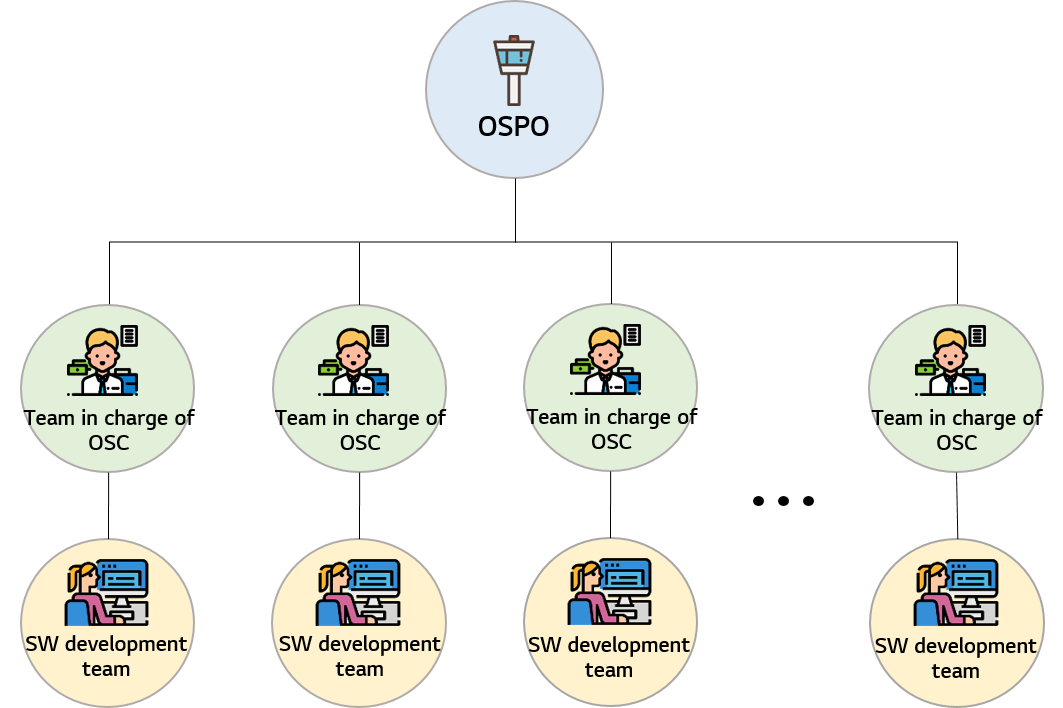 OSPO
Team in charge of
OSC
Team in charge of
OSC
Team in charge of
OSC
Team in charge of
OSC
SW development
team
SW development
team
SW development
team
SW development
team